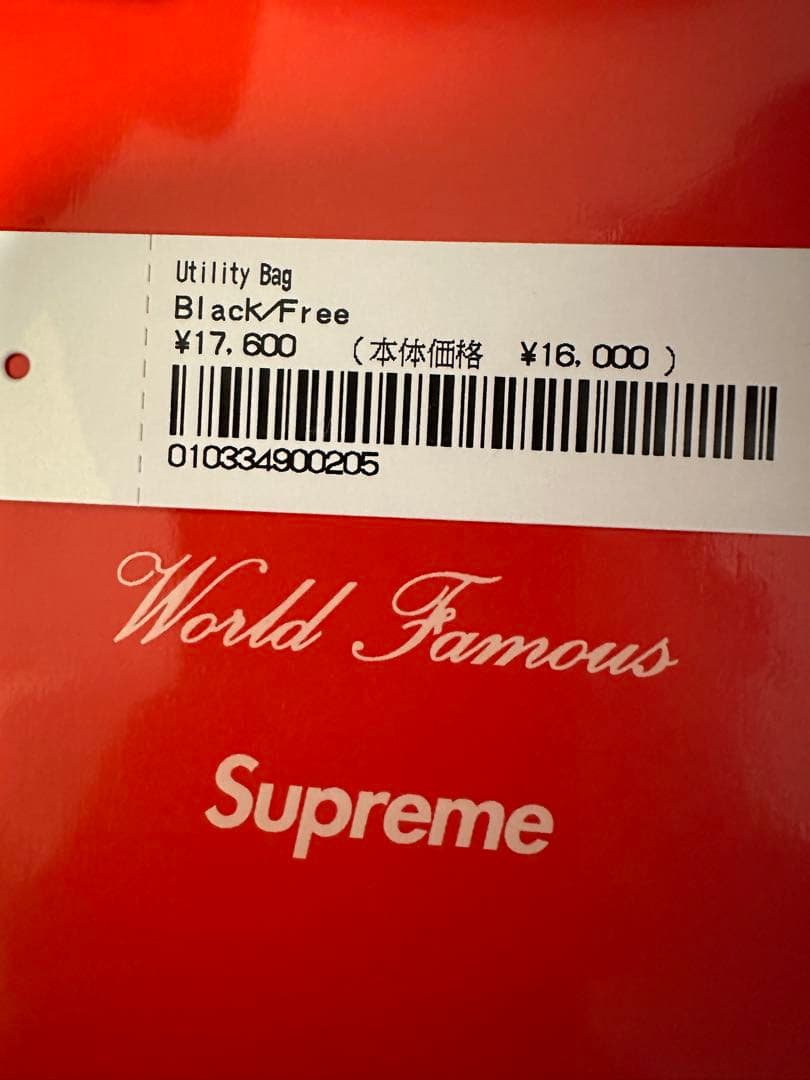 Utility Bag
Black/Free
¥17,600 (本体価格 ¥16,000 )
010334900205
World Famous
Supreme